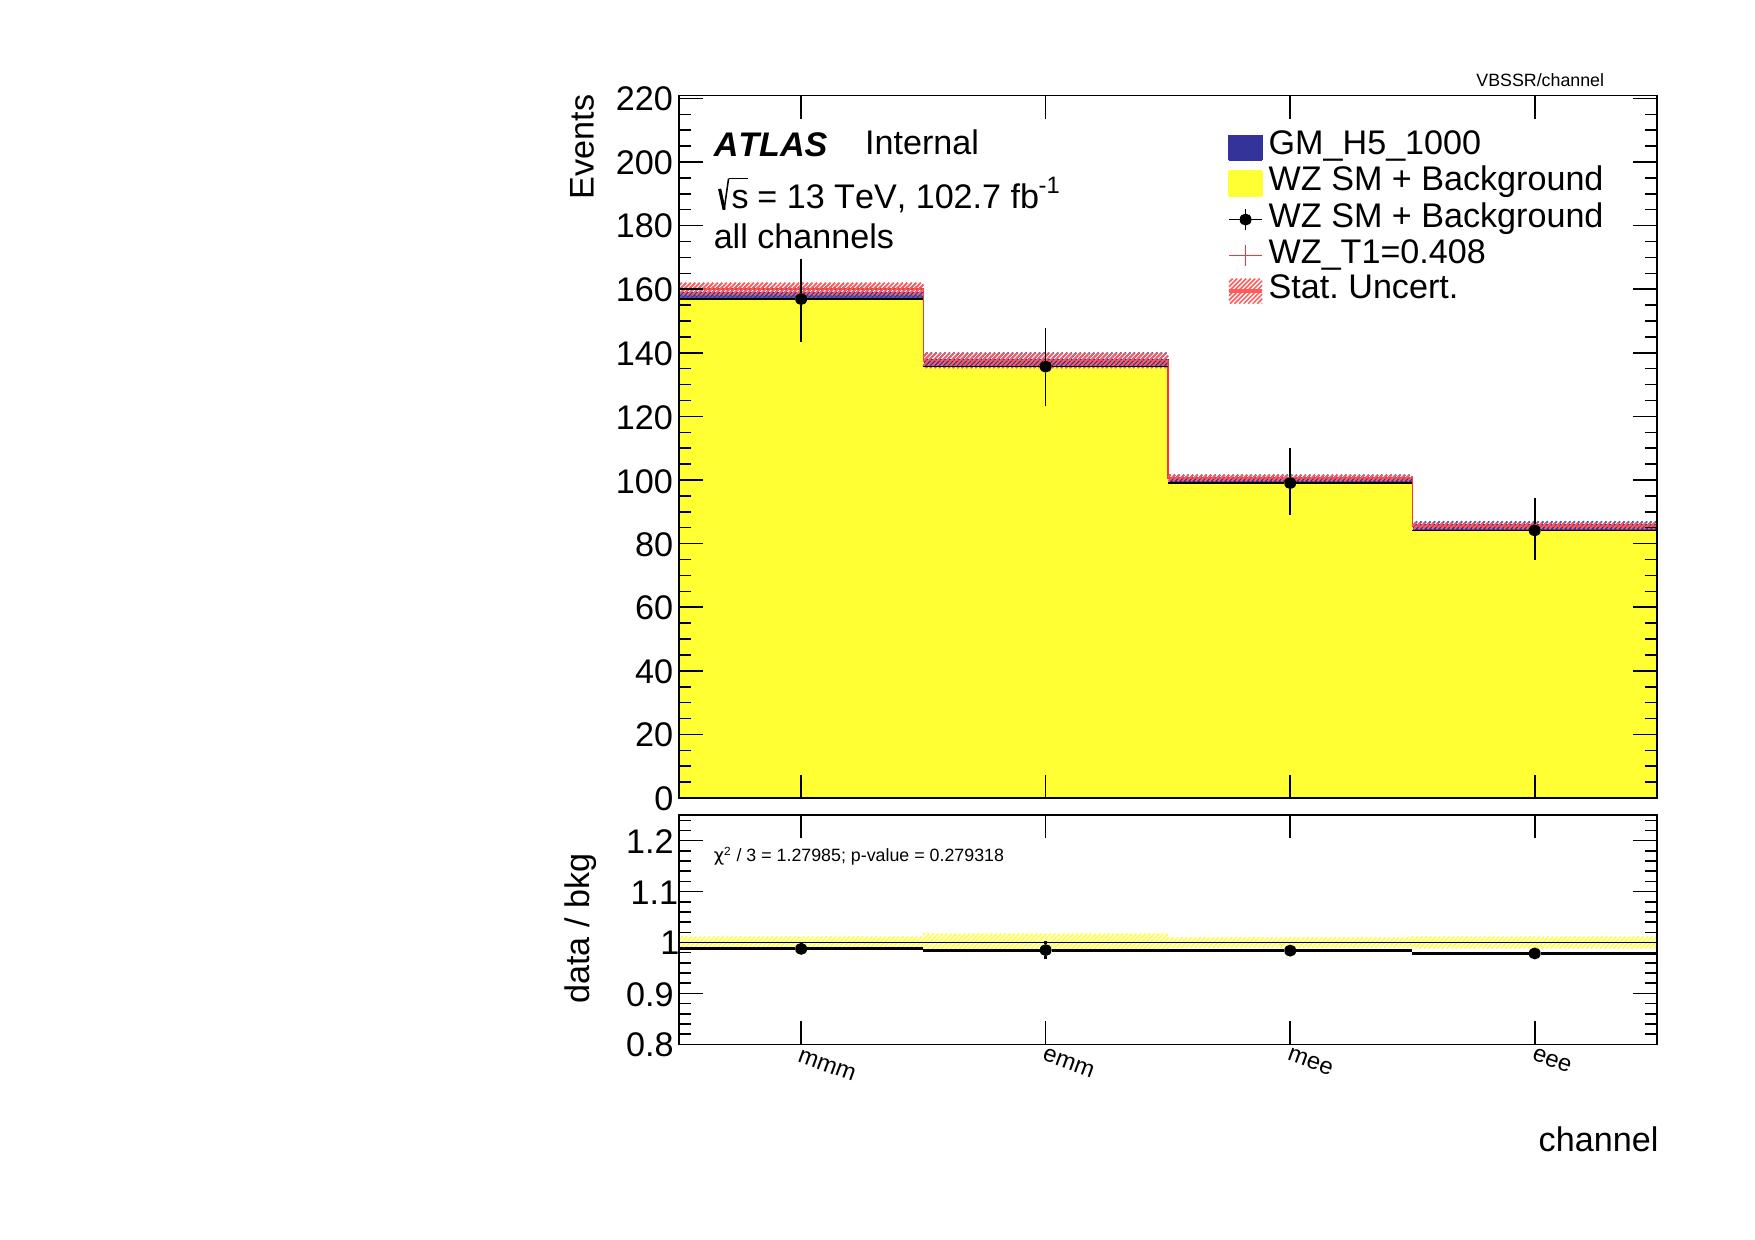 VBSSR/channel
Events
220
200
180
160
140
120
100
80
60
40
20
0
ATLAS Internal
√s = 13 TeV, 102.7 fb⁻¹
all channels
GM_H5_1000
WZ SM + Background
WZ SM + Background
WZ_T1=0.408
Stat. Uncert.
data / bkg
1.2
1.1
1
0.9
0.8
χ² / 3 = 1.27985; p-value = 0.279318
mmm
emm
mee
eee
channel